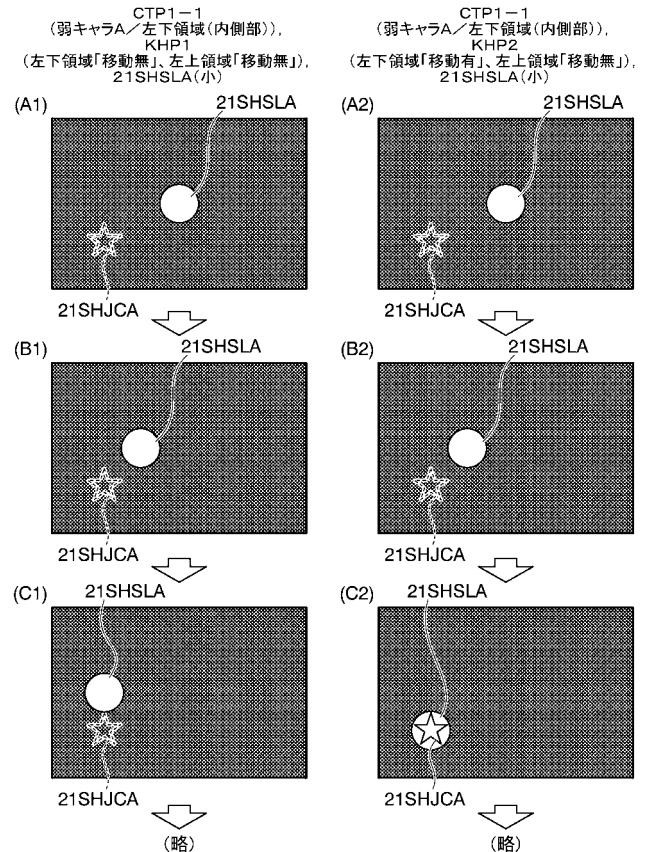 CTP1-1
(弱キャラA／左下領域(内側部)),
KHP1
(左下領域「移動無」、左上領域「移動無」),
21SHSLA(小)
(A1)
21SHSLA
21SHJCA
(B1)
21SHSLA
21SHJCA
(C1)
21SHSLA
21SHJCA
(略)
CTP1-1
(弱キャラA／左下領域(内側部)),
KHP2
(左下領域「移動有」、左上領域「移動無」),
21SHSLA(小)
(A2)
21SHSLA
21SHJCA
(B2)
21SHSLA
21SHJCA
(C2)
21SHSLA
21SHJCA
(略)